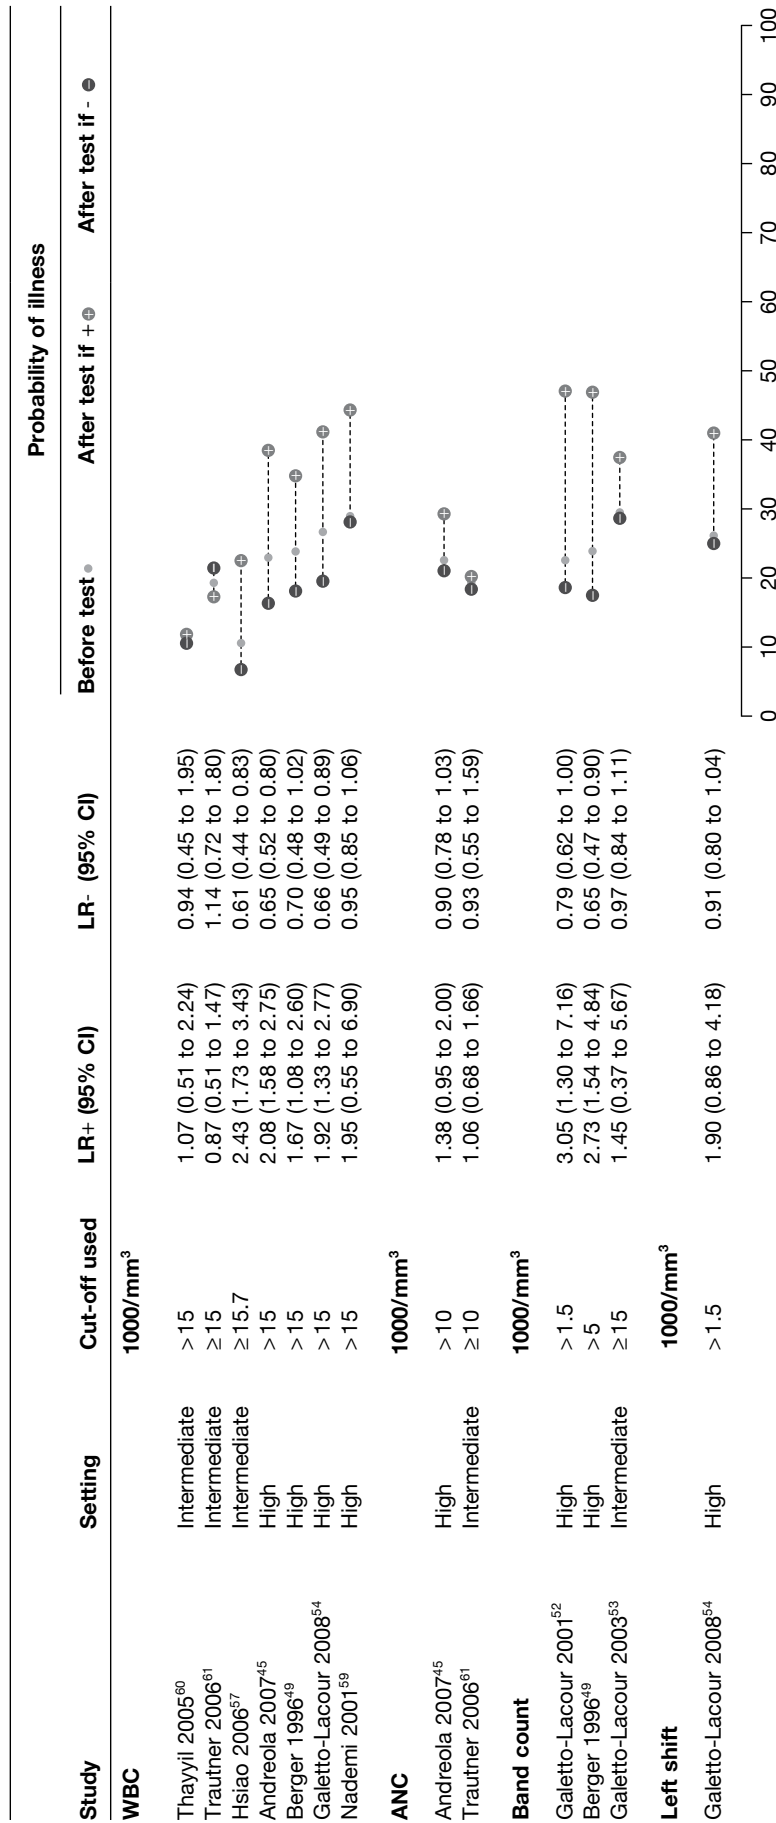 Probability of illness
Study Setting Cut-off used LR+ (95% CI) LR- (95% CI) Before test After test if + After test if -
WBC 1000/mm³
Thayyil 2005⁶⁰ Intermediate >15 1.07 (0.51 to 2.24) 0.94 (0.45 to 1.95)
Trautner 2006⁶¹ Intermediate ≥15 0.87 (0.51 to 1.47) 1.14 (0.72 to 1.80)
Hsiao 2006⁵⁷ Intermediate ≥15.7 2.43 (1.73 to 3.43) 0.61 (0.44 to 0.83)
Andreola 2007⁴⁵ High >15 2.08 (1.58 to 2.75) 0.65 (0.52 to 0.80)
Berger 1996⁴⁹ High >15 1.67 (1.08 to 2.60) 0.70 (0.48 to 1.02)
Galetto-Lacour 2008⁵⁴ High >15 1.92 (1.33 to 2.77) 0.66 (0.49 to 0.89)
Nademi 2001⁵⁹ High >15 1.95 (0.55 to 6.90) 0.95 (0.85 to 1.06)
ANC 1000/mm³
Andreola 2007⁴⁵ High >10 1.38 (0.95 to 2.00) 0.90 (0.78 to 1.03)
Trautner 2006⁶¹ Intermediate ≥10 1.06 (0.68 to 1.66) 0.93 (0.55 to 1.59)
Band count 1000/mm³
Galetto-Lacour 2001⁵² High >1.5 3.05 (1.30 to 7.16) 0.79 (0.62 to 1.00)
Berger 1996⁴⁹ High >5 2.73 (1.54 to 4.84) 0.65 (0.47 to 0.90)
Galetto-Lacour 2003⁵³ Intermediate ≥15 1.45 (0.37 to 5.67) 0.97 (0.84 to 1.11)
Left shift 1000/mm³
Galetto-Lacour 2008⁵⁴ High >1.5 1.90 (0.86 to 4.18) 0.91 (0.80 to 1.04)
0 10 20 30 40 50 60 70 80 90 100